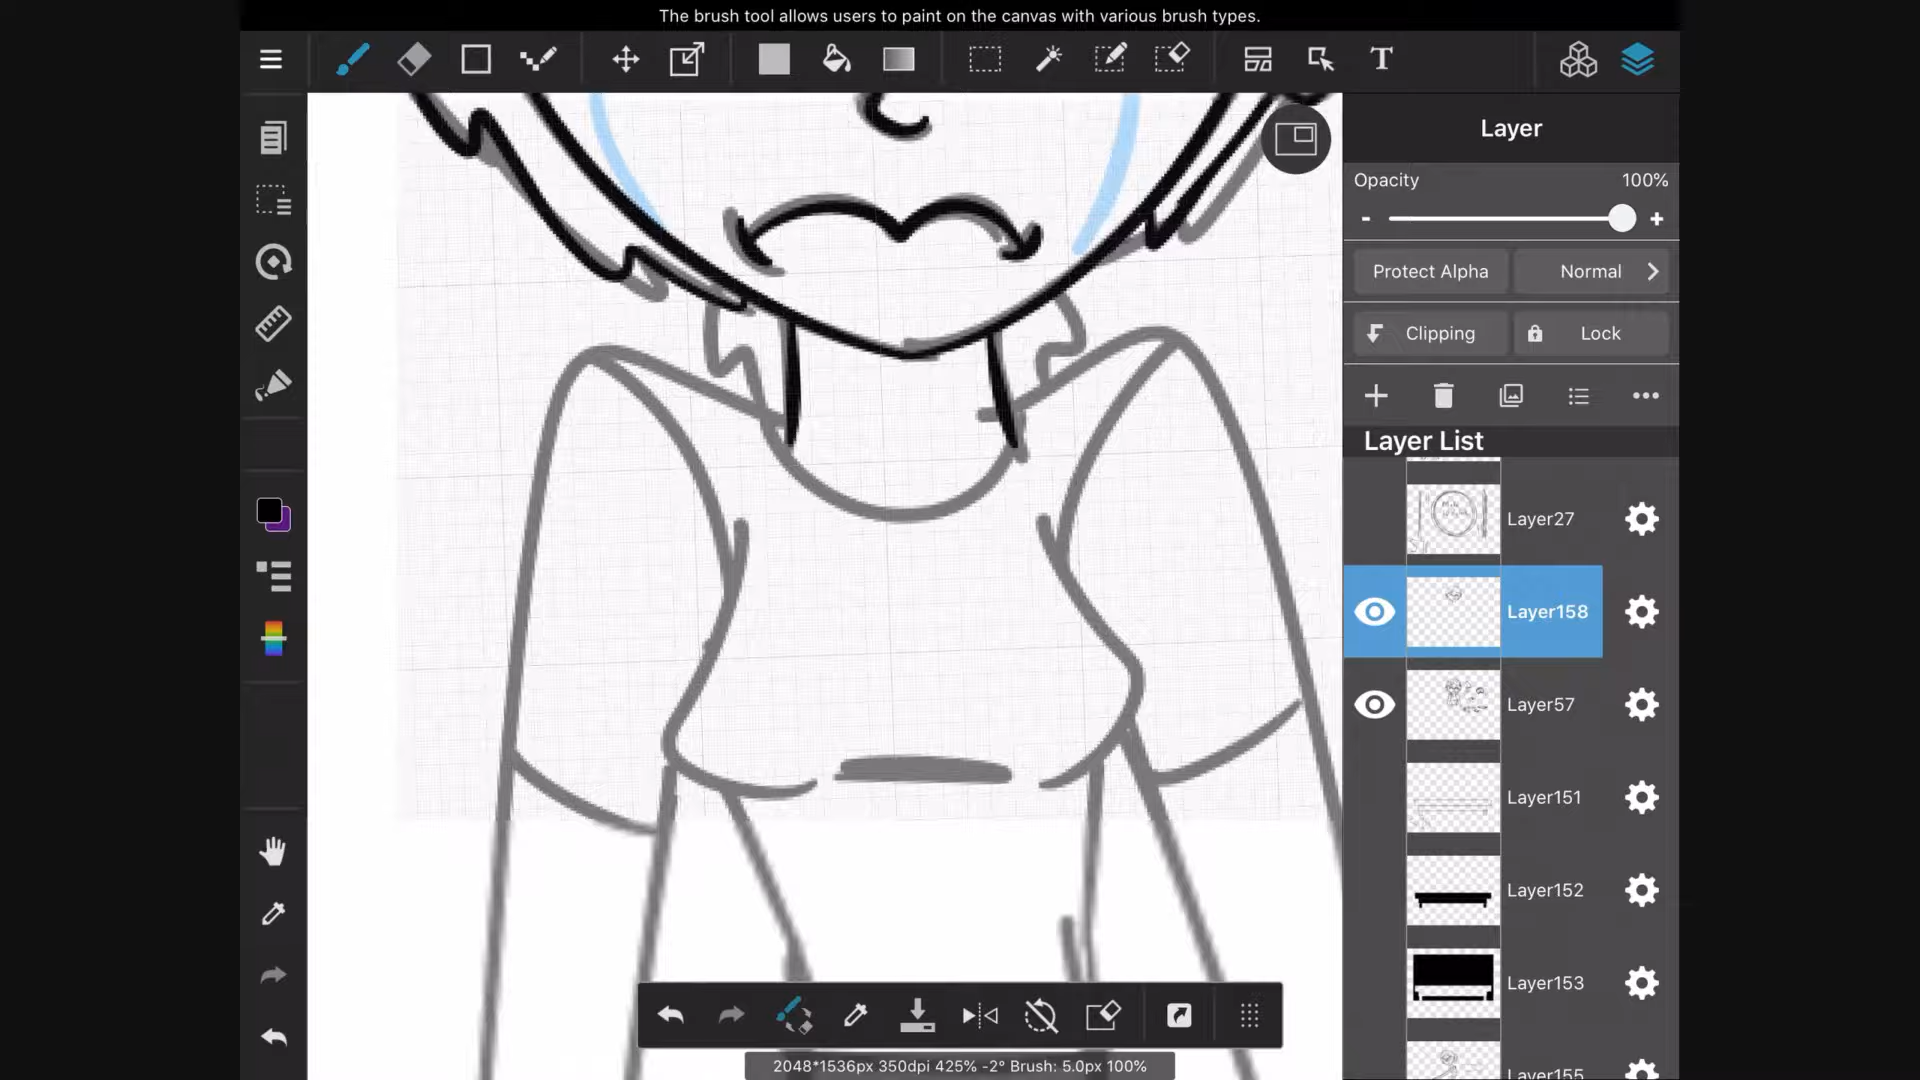 The brush tool allows users to paint on the canvas with various brush types.
T
Layer
Opacity 100%
- +
Protect Alpha Normal
Clipping Lock
Layer List
Layer27
Layer158
Layer57
Layer151
Layer152
Layer153
Layer155
2048*1536px 350dpi 425% -2° Brush: 5.0px 100%